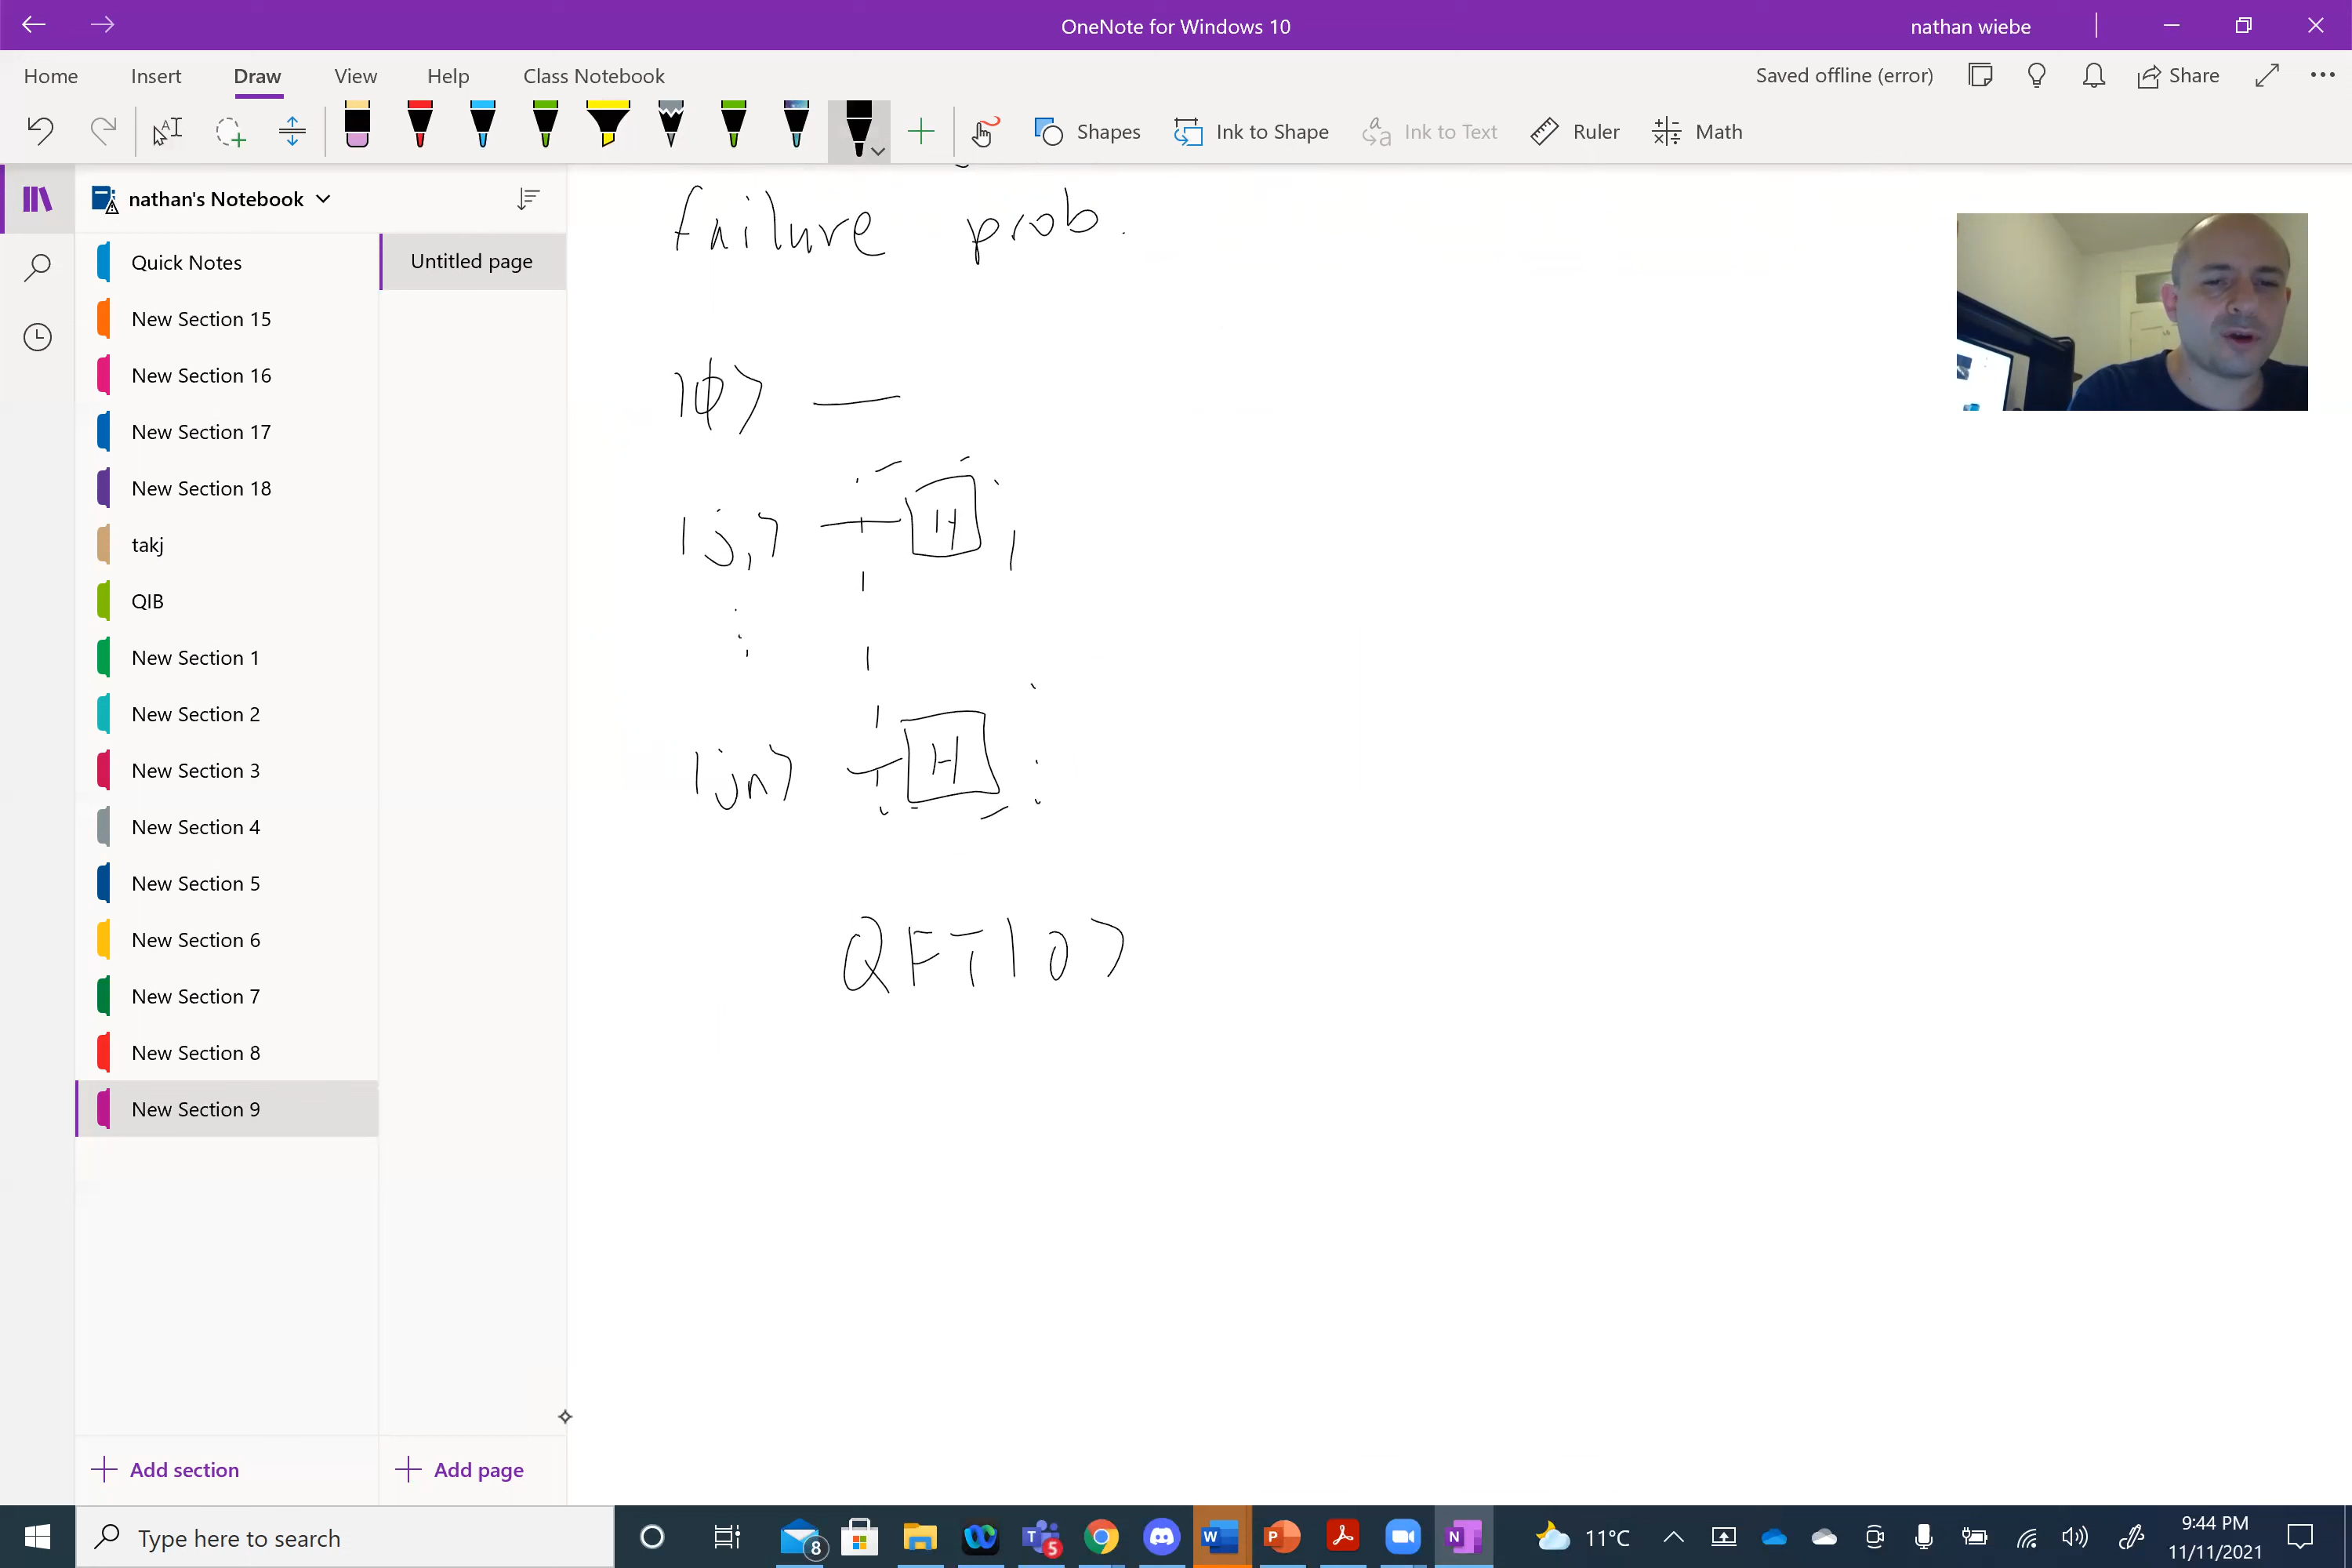 OneNote for Windows 10
nathan wiebe
Home Insert Draw View Help Class Notebook
Saved offline (error)
Share
Shapes
Ink to Shape
Ink to Text
Ruler
Math
nathan's Notebook
Quick Notes
New Section 15
New Section 16
New Section 17
New Section 18
takj
QIB
New Section 1
New Section 2
New Section 3
New Section 4
New Section 5
New Section 6
New Section 7
New Section 8
New Section 9
Add section
Untitled page
Add page
failure prob.
|ϕ⟩
|j₁⟩ H
⋮
|jn⟩ H
QFT|0⟩
Type here to search
8
5
11°C
9:44 PM
11/11/2021